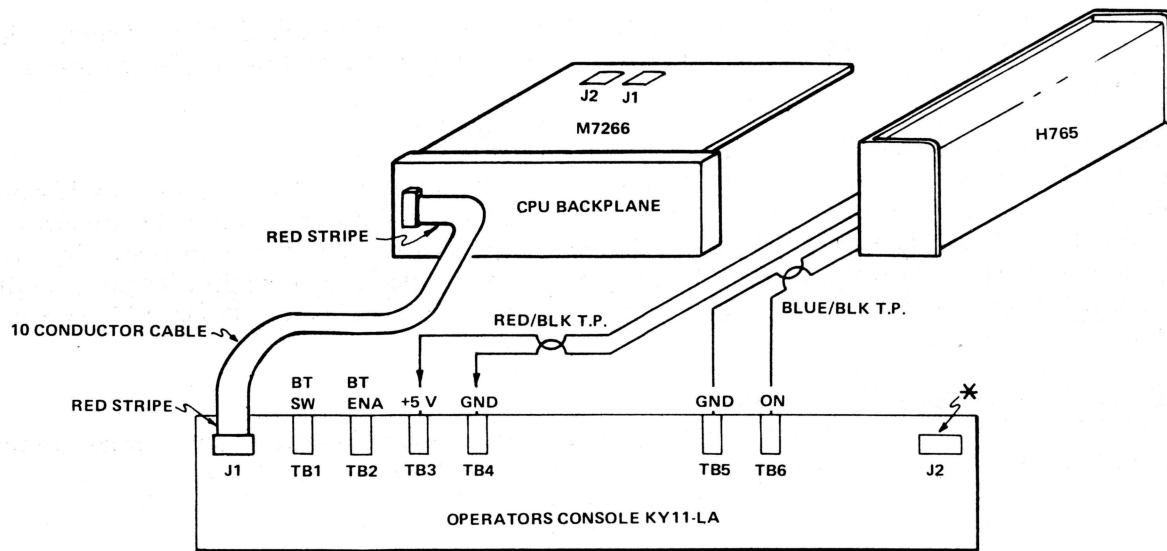 J2 J1
M7266
H765
CPU BACKPLANE
RED STRIPE
10 CONDUCTOR CABLE
RED/BLK T.P.
BLUE/BLK T.P.
RED STRIPE
BT SW
BT ENA
+5 V
GND
GND
ON
*
J1
TB1
TB2
TB3
TB4
TB5
TB6
J2
OPERATORS CONSOLE KY11-LA